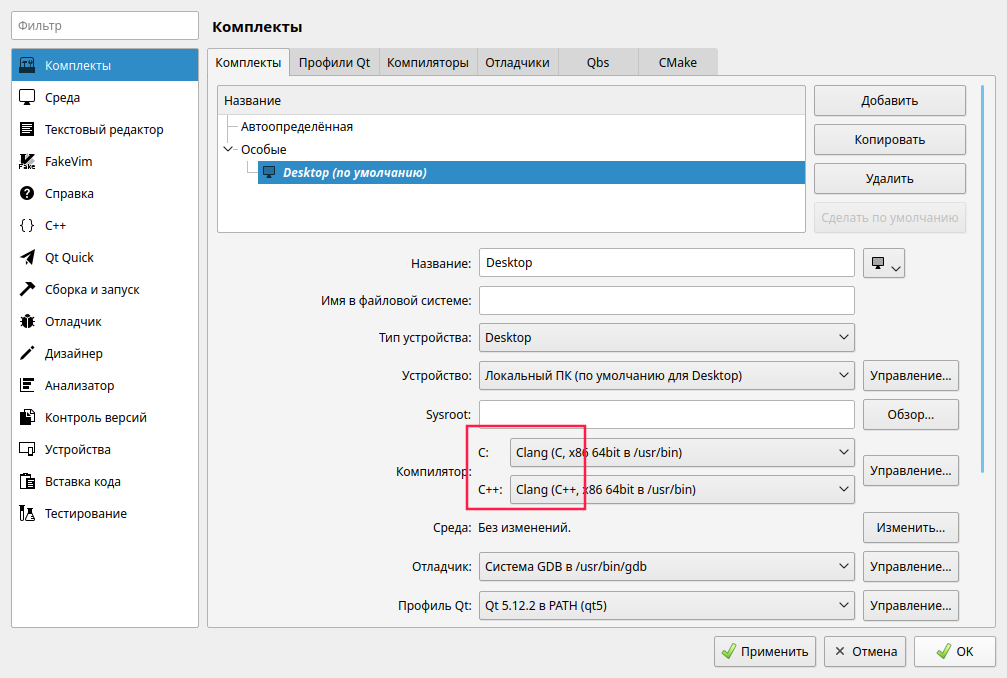 Фильтр
Комплекты
Среда
Текстовый редактор
FakeVim
Справка
C++
Qt Quick
Сборка и запуск
Отладчик
Дизайнер
Анализатор
Контроль версий
Устройства
Вставка кода
Тестирование
Комплекты
Комплекты Профили Qt Компиляторы Отладчики Qbs CMake
Название
Автоопределённая
Особые
Desktop (по умолчанию)
Добавить
Копировать
Удалить
Сделать по умолчанию
Название: Desktop
Имя в файловой системе:
Тип устройства: Desktop
Устройство: Локальный ПК (по умолчанию для Desktop) Управление...
Sysroot: Обзор...
Компилятор: Управление...
C: Clang (C, x86 64bit в /usr/bin)
C++: Clang (C++, x86 64bit в /usr/bin)
Среда: Без изменений. Изменить...
Отладчик: Система GDB в /usr/bin/gdb Управление...
Профиль Qt: Qt 5.12.2 в PATH (qt5) Управление...
Применить Отмена OK